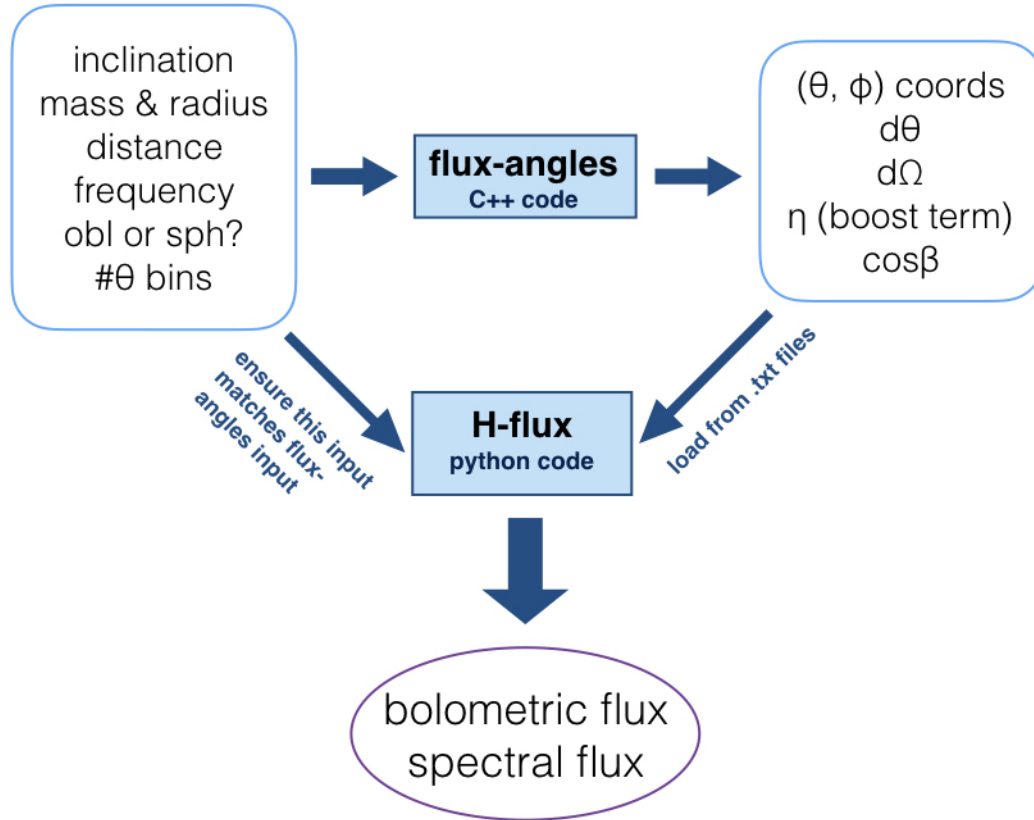 inclination
mass & radius
distance
frequency
obl or sph?
#θ bins
flux-angles
C++ code
(θ, ϕ) coords
dθ
dΩ
η (boost term)
cosβ
ensure this input
matches flux-
angles input
H-flux
python code
load from .txt files
bolometric flux
spectral flux